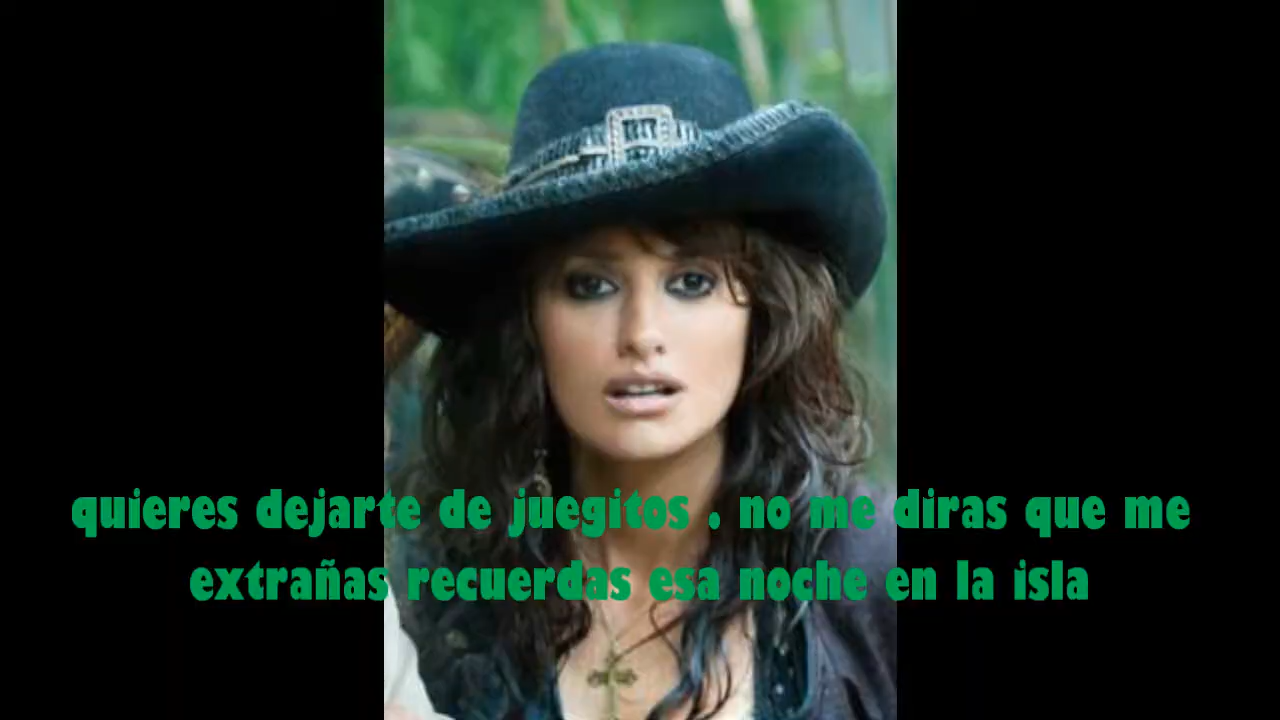 quieres dejarte de juegitos . no me diras que me
extrañas recuerdas esa noche en la isla